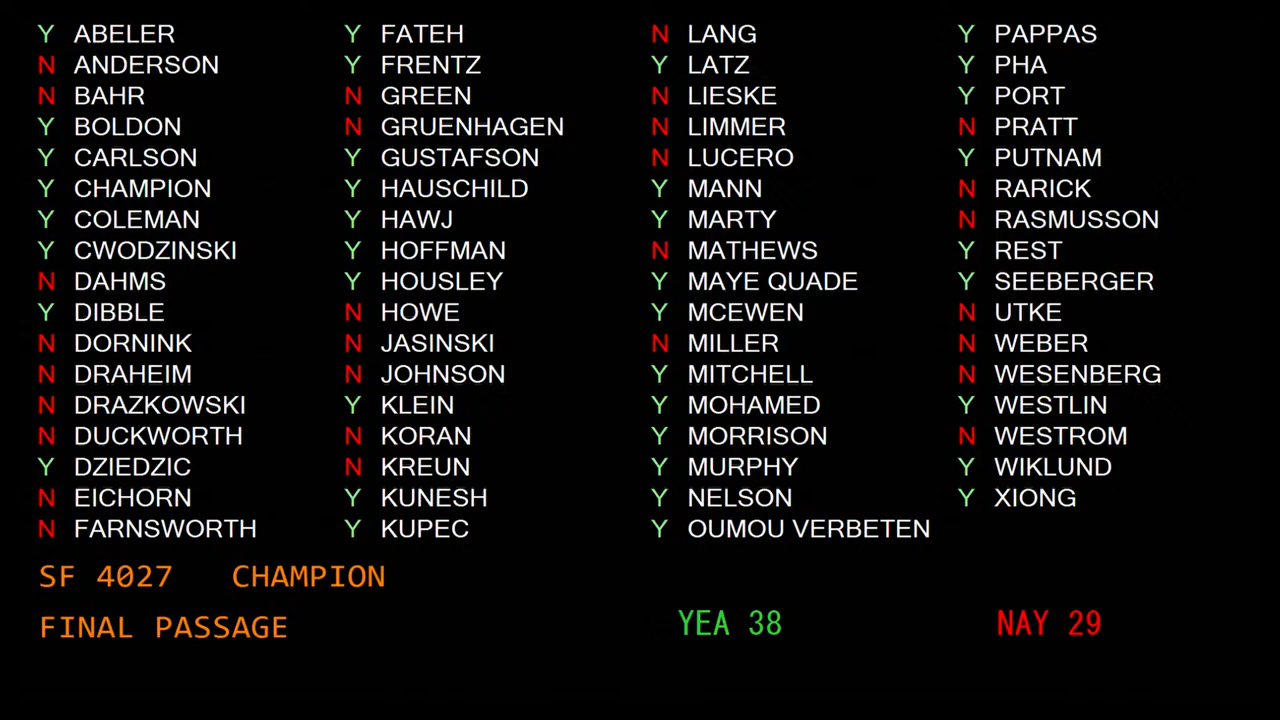 Y ABELER Y FATEH N LANG Y PAPPAS
N ANDERSON Y FRENTZ Y LATZ Y PHA
N BAHR N GREEN N LIESKE Y PORT
Y BOLDON N GRUENHAGEN N LIMMER N PRATT
Y CARLSON Y GUSTAFSON N LUCERO Y PUTNAM
Y CHAMPION Y HAUSCHILD Y MANN N RARICK
Y COLEMAN Y HAWJ Y MARTY N RASMUSSON
Y CWODZINSKI Y HOFFMAN N MATHEWS Y REST
N DAHMS Y HOUSLEY Y MAYE QUADE Y SEEBERGER
Y DIBBLE N HOWE Y MCEWEN N UTKE
N DORNINK N JASINSKI N MILLER N WEBER
N DRAHEIM N JOHNSON Y MITCHELL N WESENBERG
N DRAZKOWSKI Y KLEIN Y MOHAMED Y WESTLIN
N DUCKWORTH N KORAN Y MORRISON N WESTROM
Y DZIEDZIC N KREUN Y MURPHY Y WIKLUND
N EICHORN Y KUNESH Y NELSON Y XIONG
N FARNSWORTH Y KUPEC Y OUMOU VERBETEN
SF 4027 CHAMPION
FINAL PASSAGE YEA 38 NAY 29